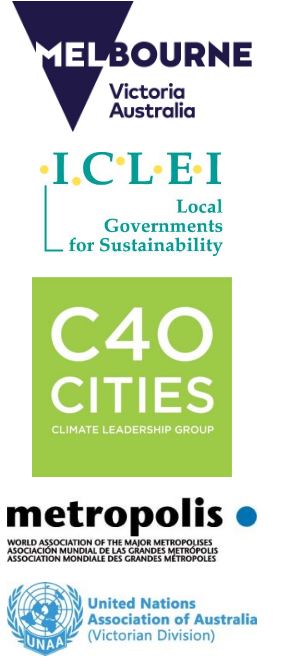 MELBOURNE
Victoria
Australia
·I.C·L·E·I
Local
Governments
for Sustainability
C40
CITIES
CLIMATE LEADERSHIP GROUP
metropolis
WORLD ASSOCIATION OF THE MAJOR METROPOLISES
ASOCIACIÓN MUNDIAL DE LAS GRANDES METRÓPOLIS
ASSOCIATION MONDIALE DES GRANDES MÉTROPOLES
United Nations
Association of Australia
(Victorian Division)
UNAA